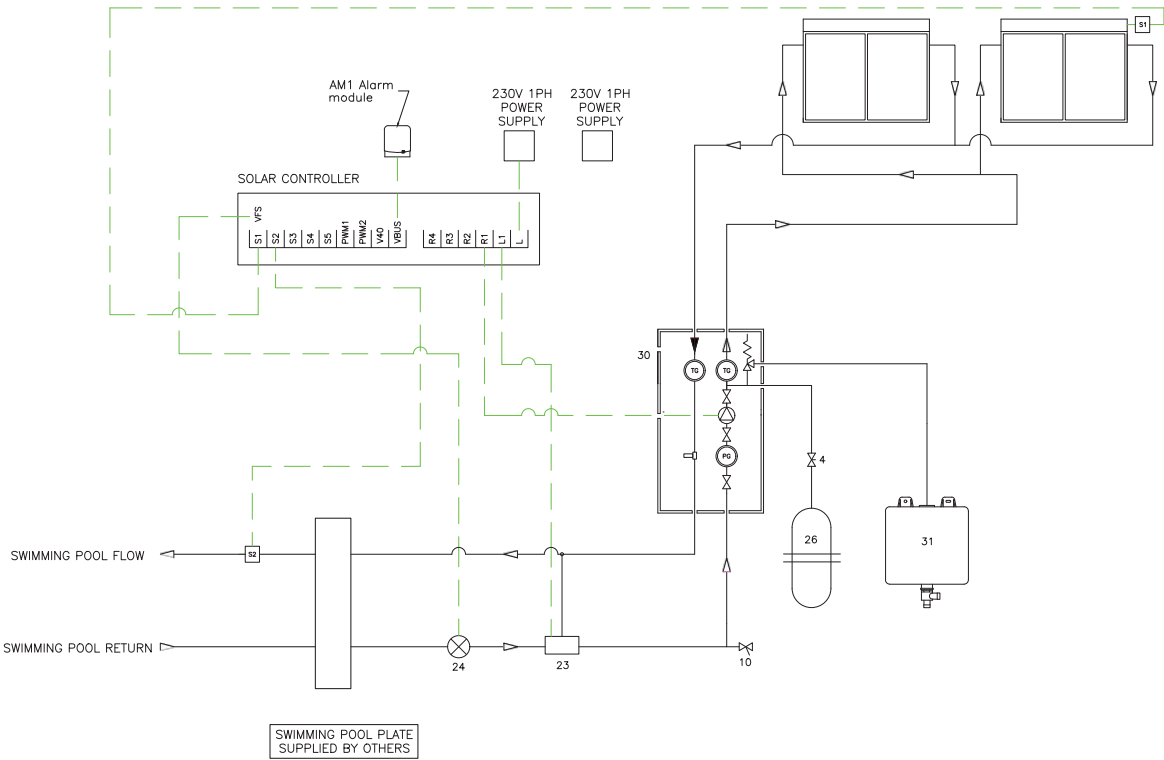 S1
AM1 Alarm
module
230V 1PH
POWER
SUPPLY
230V 1PH
POWER
SUPPLY
SOLAR CONTROLLER
VFS
S1
S2
S3
S4
S5
PWM1
PWM2
V40
VBUS
R4
R3
R2
R1
L1
L
30
TG
TG
PG
4
26
31
SWIMMING POOL FLOW
S2
SWIMMING POOL RETURN
24
23
10
SWIMMING POOL PLATE
SUPPLIED BY OTHERS